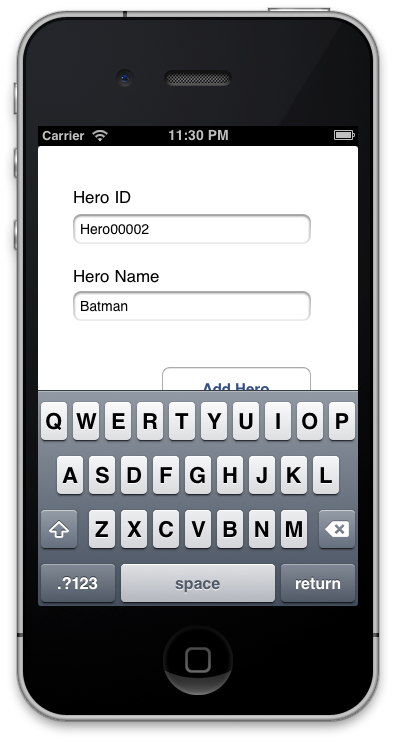 Carrier 11:30 PM
Hero ID
Hero00002
Hero Name
Batman
Add Hero
Q W E R T Y U I O P
A S D F G H J K L
Z X C V B N M
.?123 space return